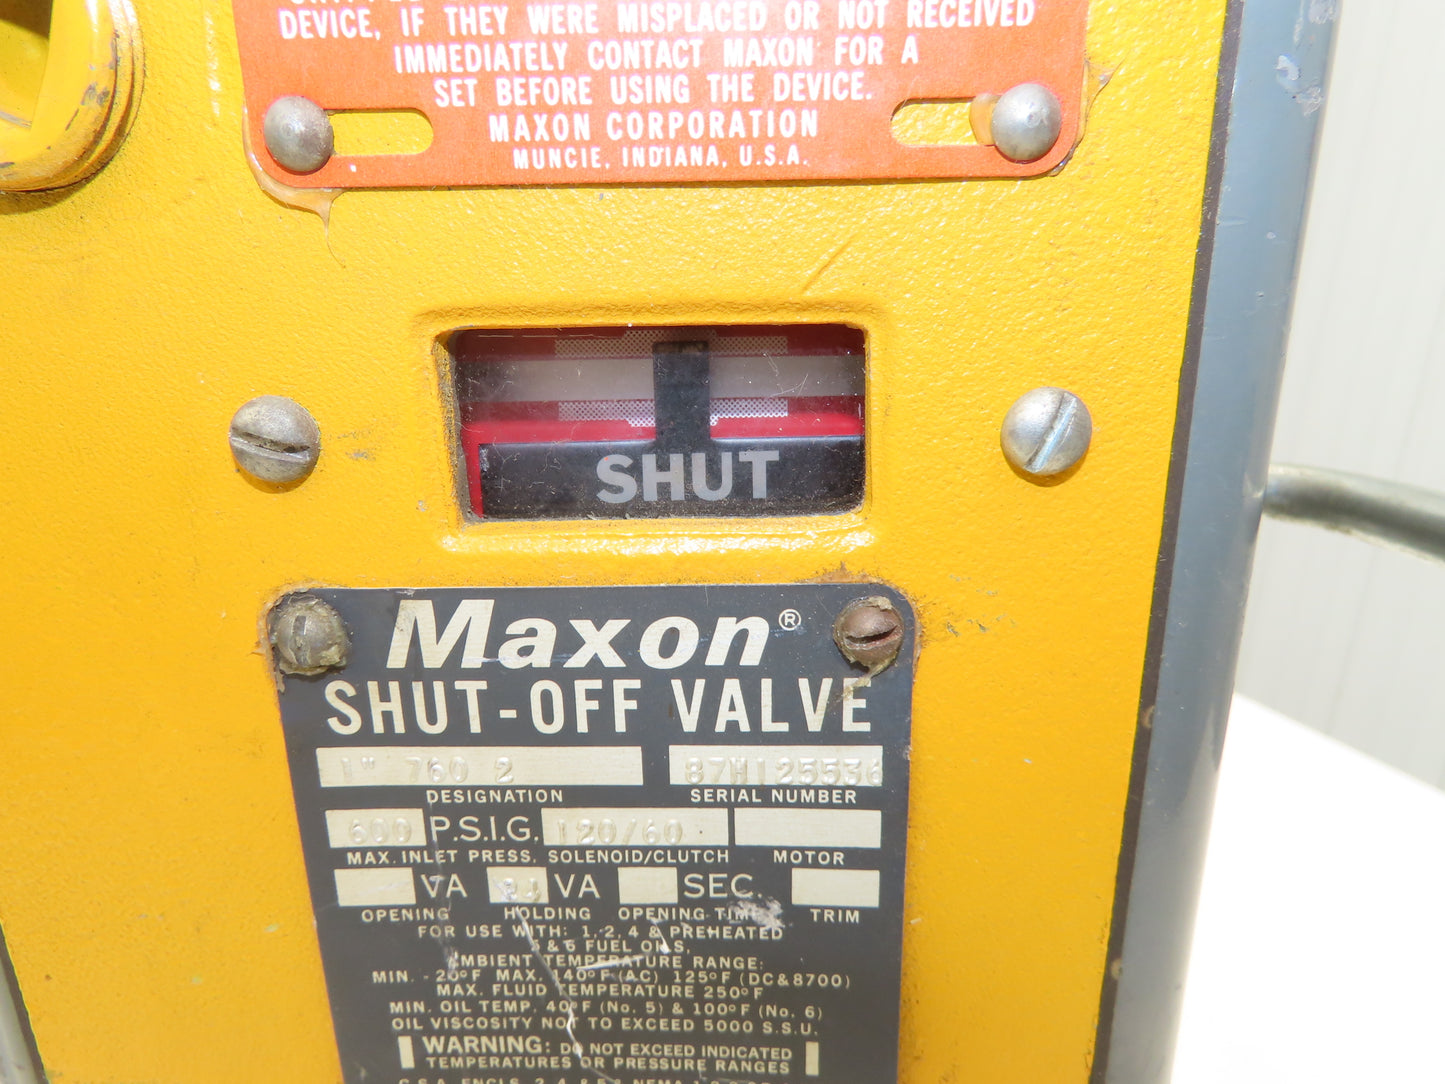 DEVICE, IF THEY WERE MISPLACED OR NOT RECEIVED
IMMEDIATELY CONTACT MAXON FOR A
SET BEFORE USING THE DEVICE.
MAXON CORPORATION
MUNCIE, INDIANA, U.S.A.
SHUT
Maxon®
SHUT-OFF VALVE
1" 760 2 87H125536
DESIGNATION SERIAL NUMBER
600 P.S.I.G. 120/60
MAX. INLET PRESS. SOLENOID/CLUTCH MOTOR
VA VA SEC.
OPENING HOLDING OPENING TIME TRIM
FOR USE WITH: 1, 2, 4 & PREHEATED
5 & 6 FUEL OILS,
AMBIENT TEMPERATURE RANGE:
MIN. -20°F MAX. 140°F (AC) 125°F (DC&8700)
MAX. FLUID TEMPERATURE 250°F
MIN. OIL TEMP. 40°F (No. 5) & 100°F (No. 6)
OIL VISCOSITY NOT TO EXCEED 5000 S.S.U.
WARNING: DO NOT EXCEED INDICATED
TEMPERATURES OR PRESSURE RANGES